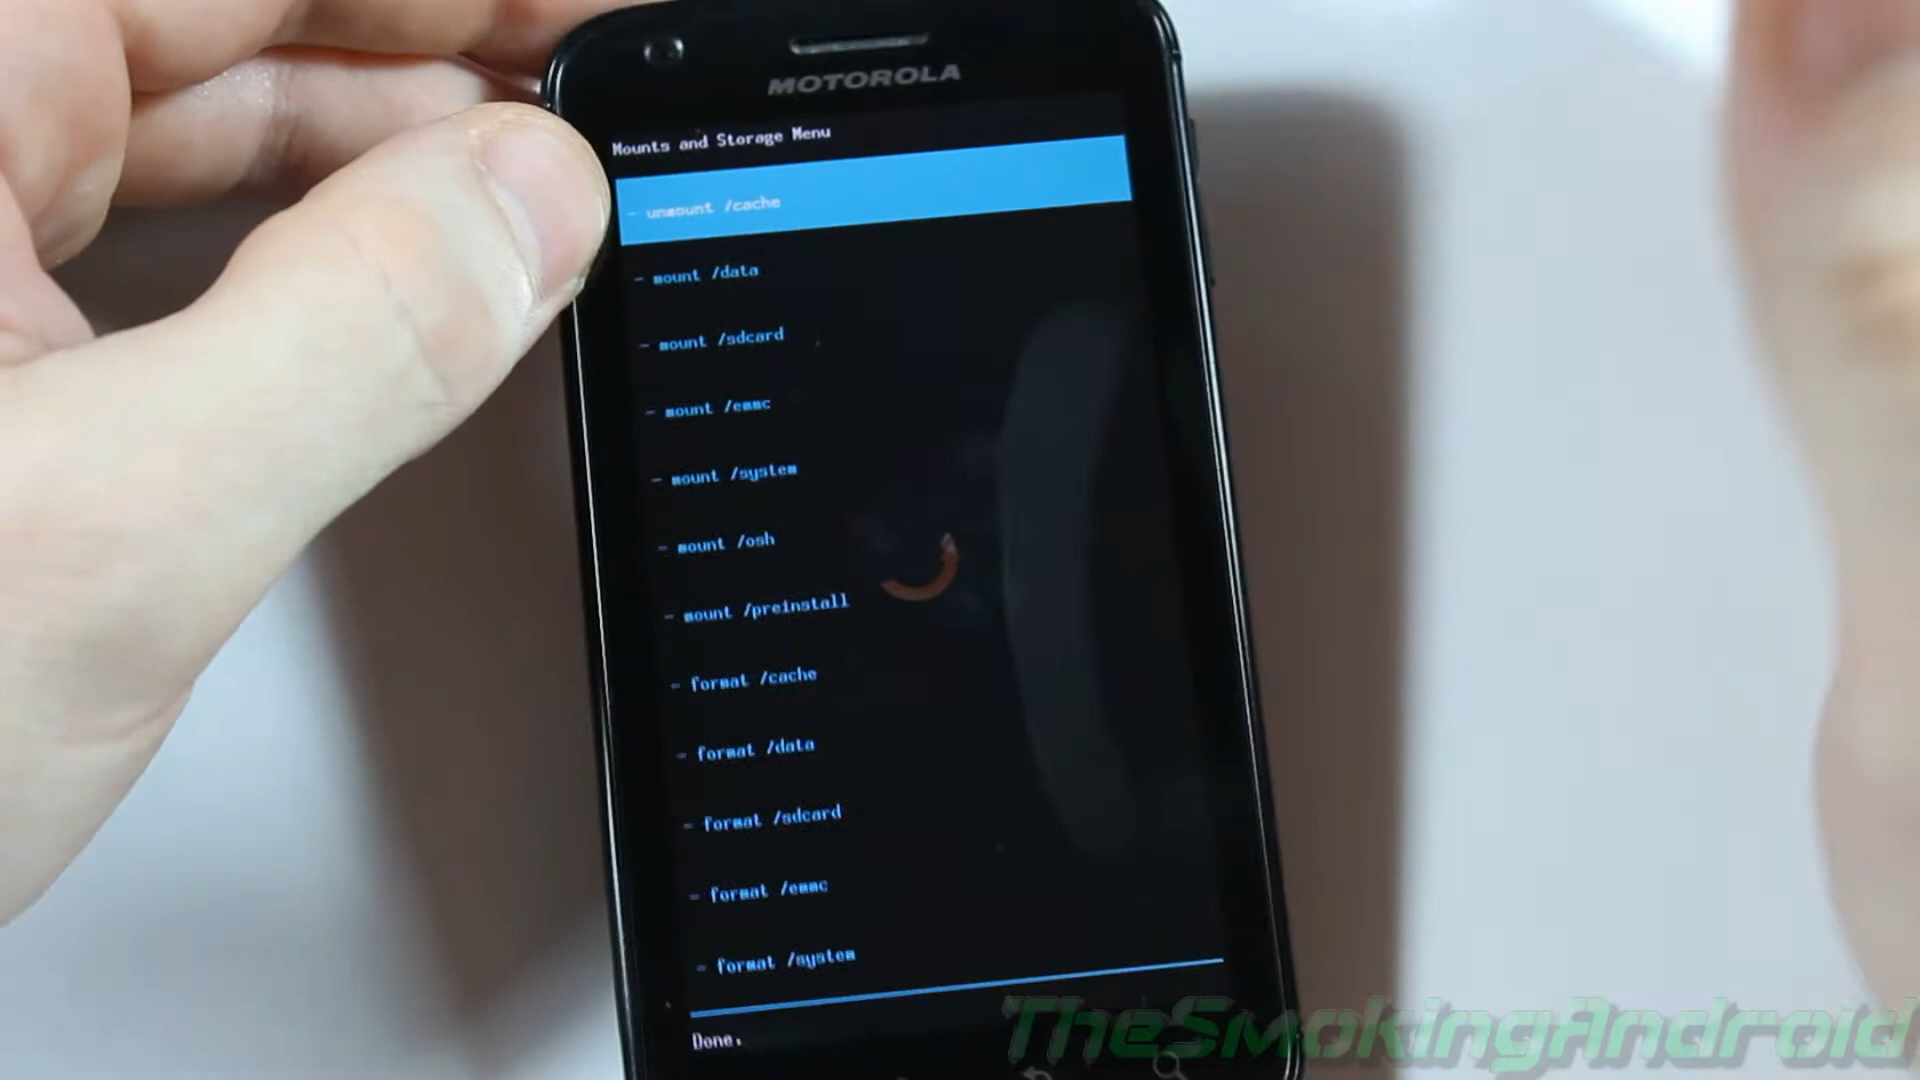 MOTOROLA
Mounts and Storage Menu
- unmount /cache
- mount /data
- mount /sdcard
- mount /emmc
- mount /system
- mount /osh
- mount /preinstall
- format /cache
- format /data
- format /sdcard
- format /emmc
- format /system
Done.
TheSmokingAndroid